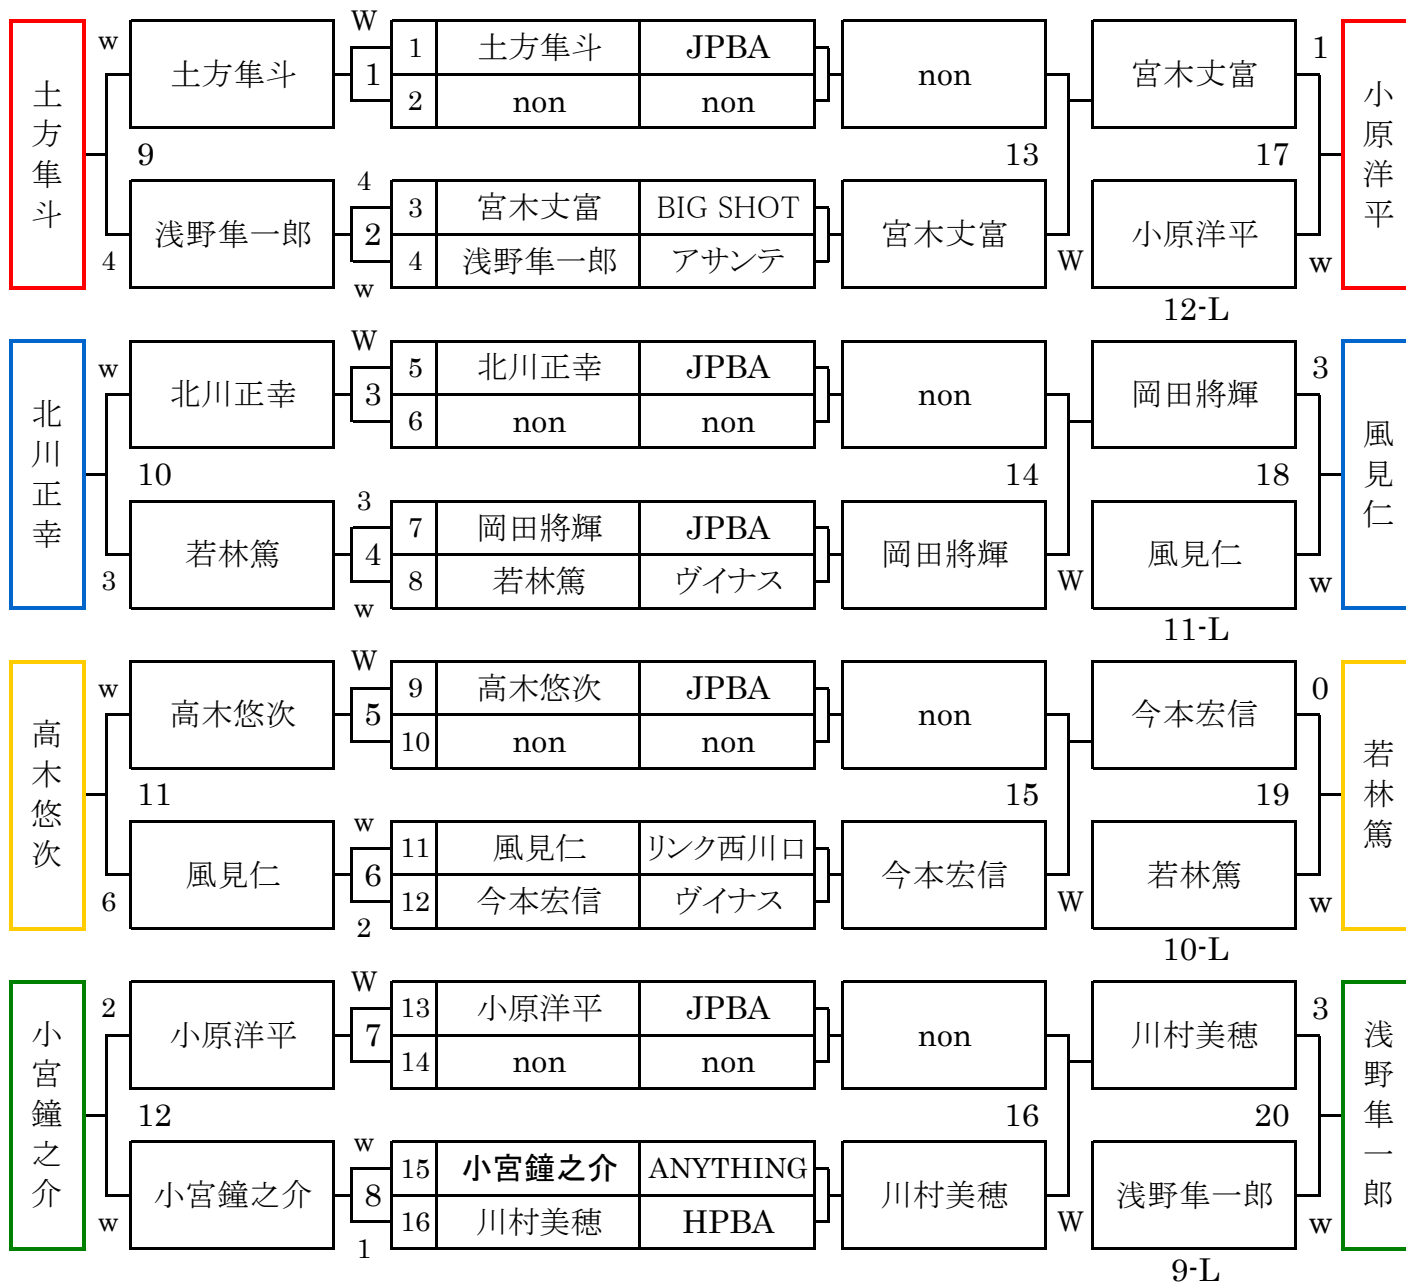 W
w 1 土方隼斗 JPBA 1
土方隼斗 1 non 宮木丈富
2 non non
土方隼斗 小原洋平
9 13 17
4
3 宮木丈富 BIG SHOT
浅野隼一郎 2 宮木丈富 小原洋平
4 4 浅野隼一郎 アサンテ W w
w
12-L
W
w 5 北川正幸 JPBA 3
北川正幸 3 non 岡田將輝
6 non non
北川正幸 風見仁
10 14 18
3
7 岡田將輝 JPBA
若林篤 4 岡田將輝 風見仁
3 8 若林篤 ヴィナス W w
w
11-L
W
w 9 高木悠次 JPBA 0
高木悠次 5 non 今本宏信
10 non non
高木悠次 若林篤
11 15 19
w
11 風見仁 リンク西川口
風見仁 6 今本宏信 若林篤
6 12 今本宏信 ヴィナス W w
2
10-L
W
2 13 小原洋平 JPBA 3
小原洋平 7 non 川村美穂
14 non non
小宮鐘之介 浅野隼一郎
12 16 20
w
15 小宮鐘之介 ANYTHING
小宮鐘之介 8 川村美穂 浅野隼一郎
w 16 川村美穂 HPBA W w
1
9-L